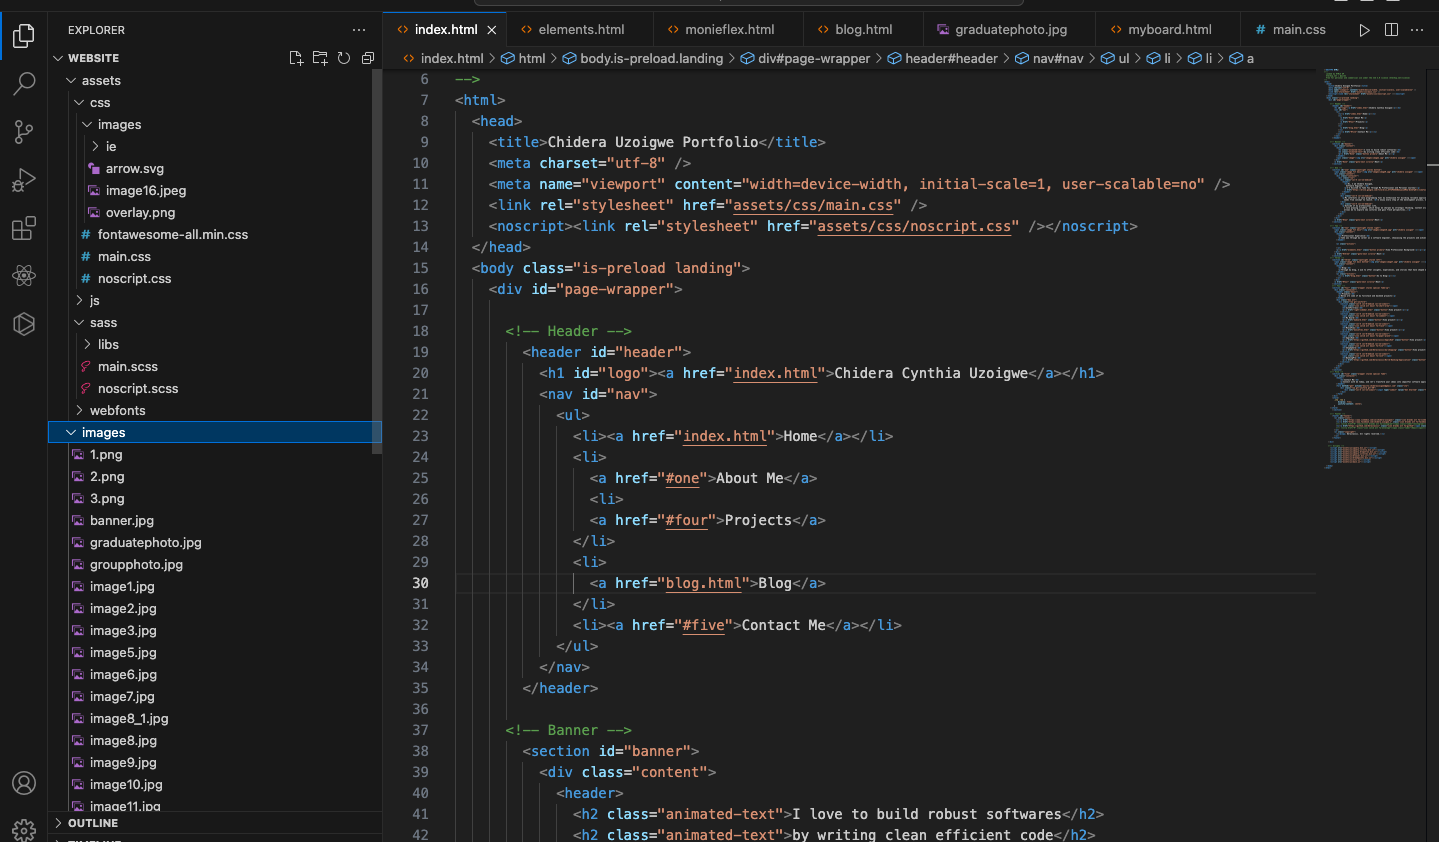 EXPLORER
WEBSITE
assets
css
images
ie
arrow.svg
image16.jpeg
overlay.png
# fontawesome-all.min.css
# main.css
# noscript.css
js
sass
libs
main.scss
noscript.scss
webfonts
images
1.png
2.png
3.png
banner.jpg
graduatephoto.jpg
groupphoto.jpg
image1.jpg
image2.jpg
image3.jpg
image5.jpg
image6.jpg
image7.jpg
image8_1.jpg
image8.jpg
image9.jpg
image10.jpg
image11.jpg
OUTLINE
<> index.html <> elements.html <> monieflex.html <> blog.html graduatephoto.jpg <> myboard.html # main.css
<> index.html > html > body.is-preload.landing > div#page-wrapper > header#header > nav#nav > ul > li > li > a
6 -->
7 <html>
8 <head>
9 <title>Chidera Uzoigwe Portfolio</title>
10 <meta charset="utf-8" />
11 <meta name="viewport" content="width=device-width, initial-scale=1, user-scalable=no" />
12 <link rel="stylesheet" href="assets/css/main.css" />
13 <noscript><link rel="stylesheet" href="assets/css/noscript.css" /></noscript>
14 </head>
15 <body class="is-preload landing">
16 <div id="page-wrapper">
17
18 <!-- Header -->
19 <header id="header">
20 <h1 id="logo"><a href="index.html">Chidera Cynthia Uzoigwe</a></h1>
21 <nav id="nav">
22 <ul>
23 <li><a href="index.html">Home</a></li>
24 <li>
25 <a href="#one">About Me</a>
26 <li>
27 <a href="#four">Projects</a>
28 </li>
29 <li>
30 <a href="blog.html">Blog</a>
31 </li>
32 <li><a href="#five">Contact Me</a></li>
33 </ul>
34 </nav>
35 </header>
36
37 <!-- Banner -->
38 <section id="banner">
39 <div class="content">
40 <header>
41 <h2 class="animated-text">I love to build robust softwares</h2>
42 <h2 class="animated-text">by writing clean efficient code</h2>